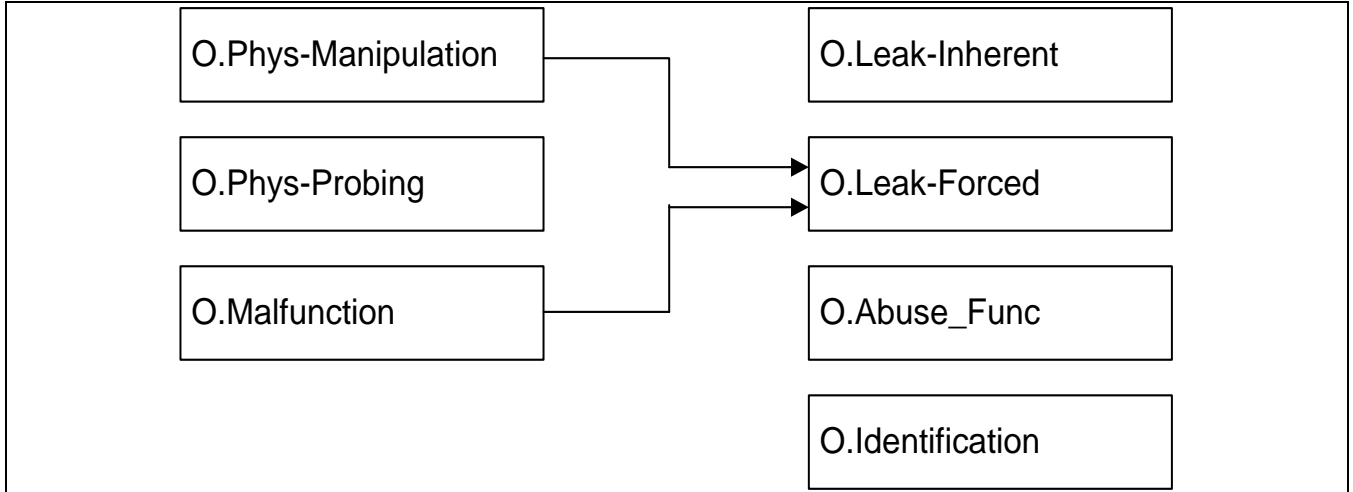 O.Phys-Manipulation
O.Leak-Inherent
O.Phys-Probing
O.Leak-Forced
O.Malfunction
O.Abuse_Func
O.Identification